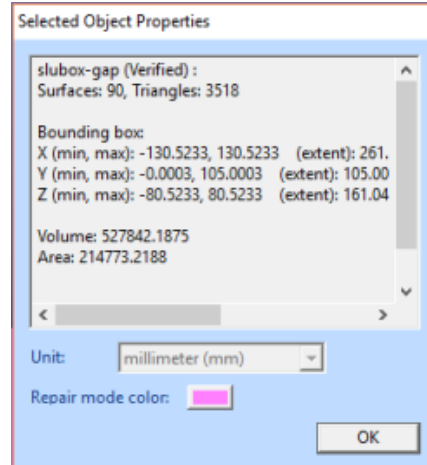 Selected Object Properties
slubox-gap (Verified) :
Surfaces: 90, Triangles: 3518
Bounding box:
X (min, max): -130.5233, 130.5233 (extent): 261.
Y (min, max): -0.0003, 105.0003 (extent): 105.00
Z (min, max): -80.5233, 80.5233 (extent): 161.04
Volume: 527842.1875
Area: 214773.2188
Unit: millimeter (mm)
Repair mode color:
OK